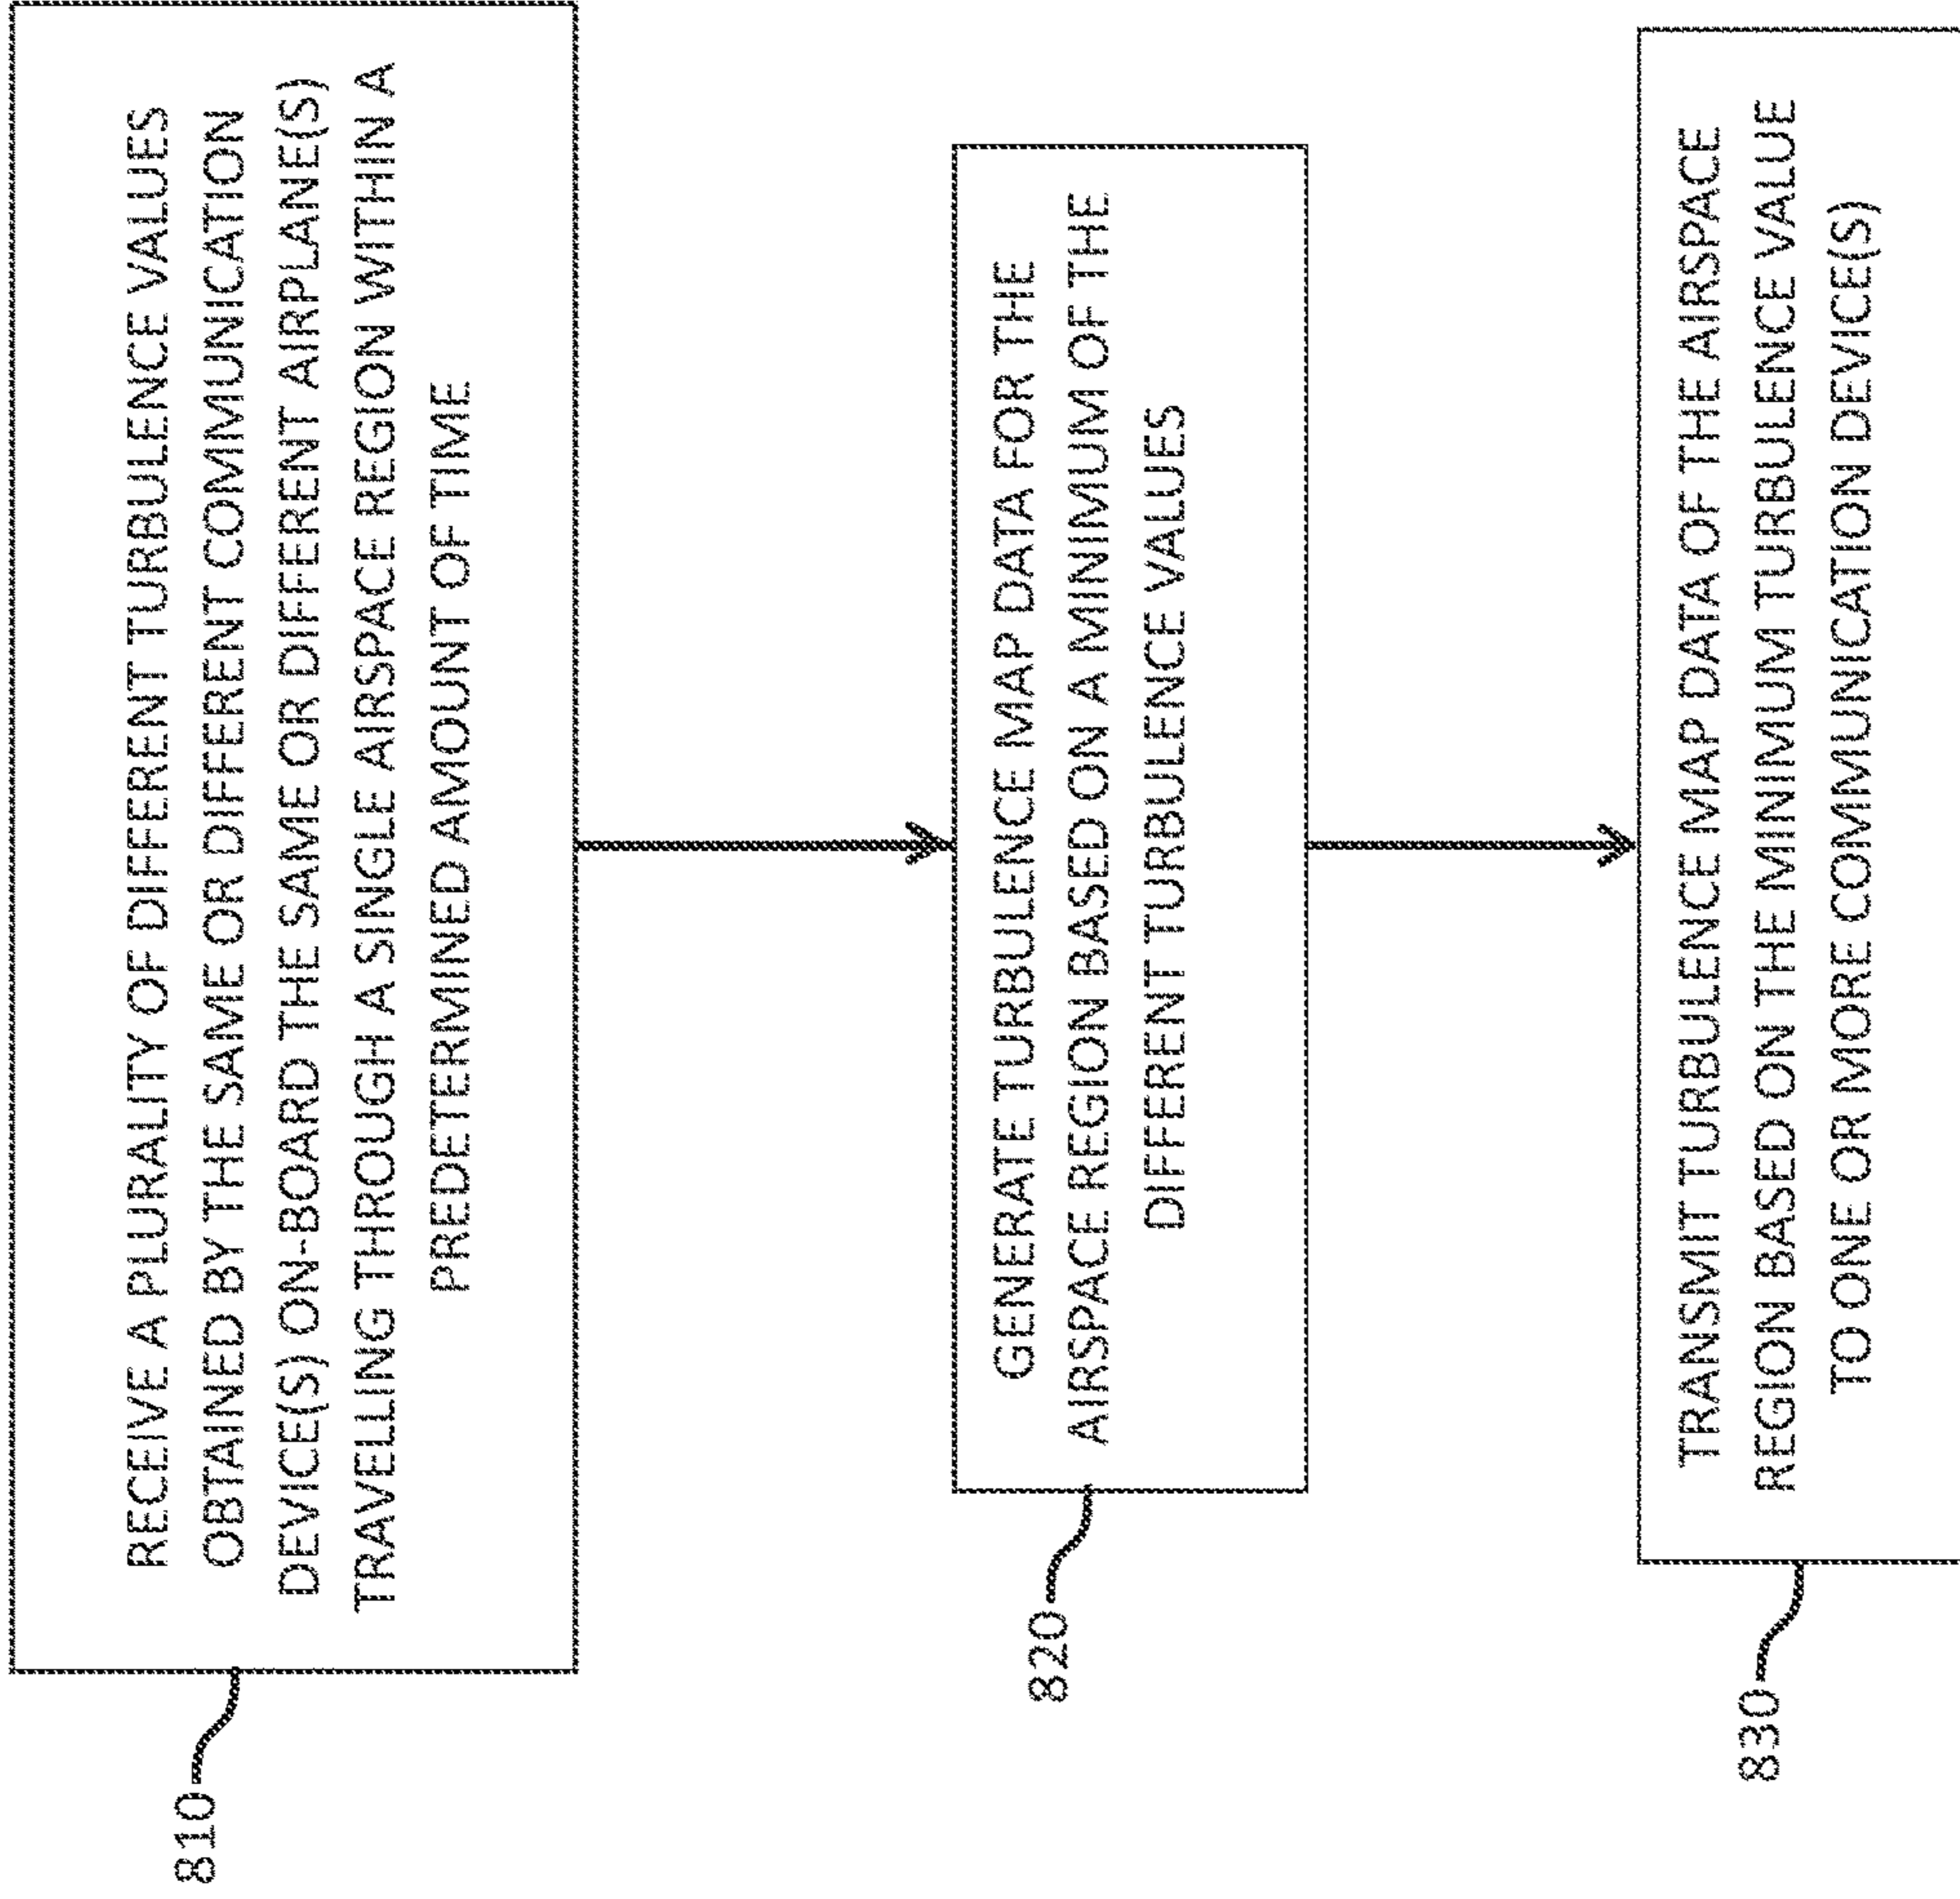 RECEIVE A PLURALITY OF DIFFERENT TURBULENCE VALUES
OBTAINED BY THE SAME OR DIFFERENT COMMUNICATION
DEVICE(S) ON-BOARD THE SAME OR DIFFERENT AIRPLANE(S)
TRAVELLING THROUGH A SINGLE AIRSPACE REGION WITHIN A
PREDETERMINED AMOUNT OF TIME
810
GENERATE TURBULENCE MAP DATA FOR THE
AIRSPACE REGION BASED ON A MINIMUM OF THE
DIFFERENT TURBULENCE VALUES
820
TRANSMIT TURBULENCE MAP DATA OF THE AIRSPACE
REGION BASED ON THE MINIMUM TURBULENCE VALUE
TO ONE OR MORE COMMUNICATION DEVICE(S)
830